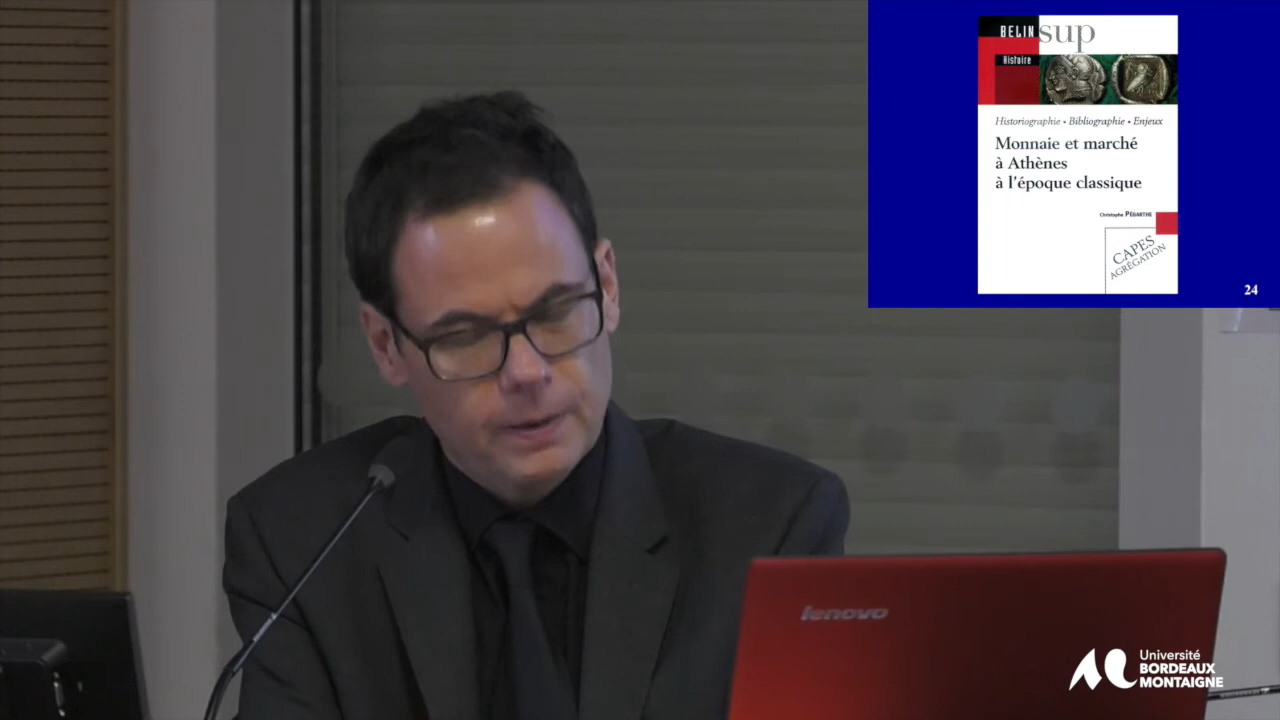 BELIN sup
Histoire
Historiographie • Bibliographie • Enjeux
Monnaie et marché
à Athènes
à l'époque classique
Christophe PÉBARTHE
CAPES
AGRÉGATION
24
lenovo
Université
BORDEAUX
MONTAIGNE